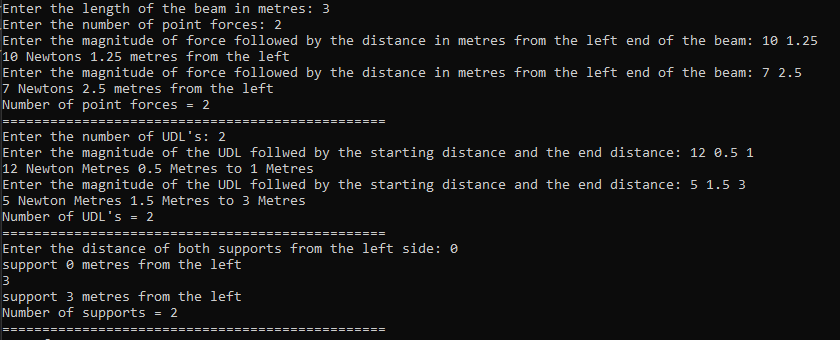 Enter the length of the beam in metres: 3
Enter the number of point forces: 2
Enter the magnitude of force followed by the distance in metres from the left end of the beam: 10 1.25
10 Newtons 1.25 metres from the left
Enter the magnitude of force followed by the distance in metres from the left end of the beam: 7 2.5
7 Newtons 2.5 metres from the left
Number of point forces = 2
================================================
Enter the number of UDL's: 2
Enter the magnitude of the UDL follwed by the starting distance and the end distance: 12 0.5 1
12 Newton Metres 0.5 Metres to 1 Metres
Enter the magnitude of the UDL follwed by the starting distance and the end distance: 5 1.5 3
5 Newton Metres 1.5 Metres to 3 Metres
Number of UDL's = 2
================================================
Enter the distance of both supports from the left side: 0
support 0 metres from the left
3
support 3 metres from the left
Number of supports = 2
================================================